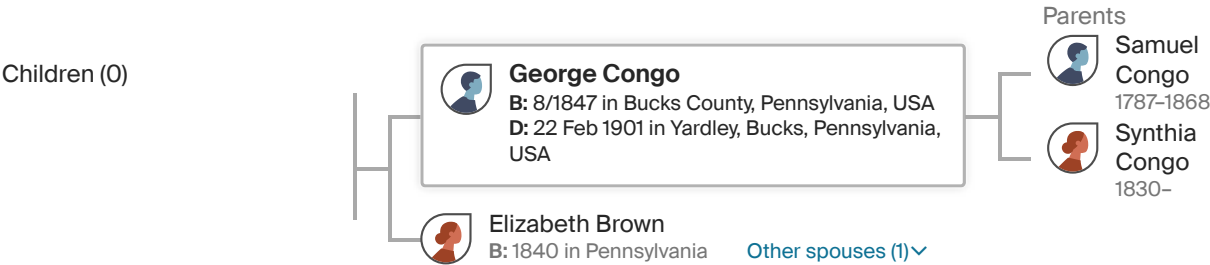 Parents
Children (0)
George Congo
B: 8/1847 in Bucks County, Pennsylvania, USA
D: 22 Feb 1901 in Yardley, Bucks, Pennsylvania,
USA
Samuel
Congo
1787–1868
Synthia
Congo
1830–
Elizabeth Brown
B: 1840 in Pennsylvania
Other spouses (1)